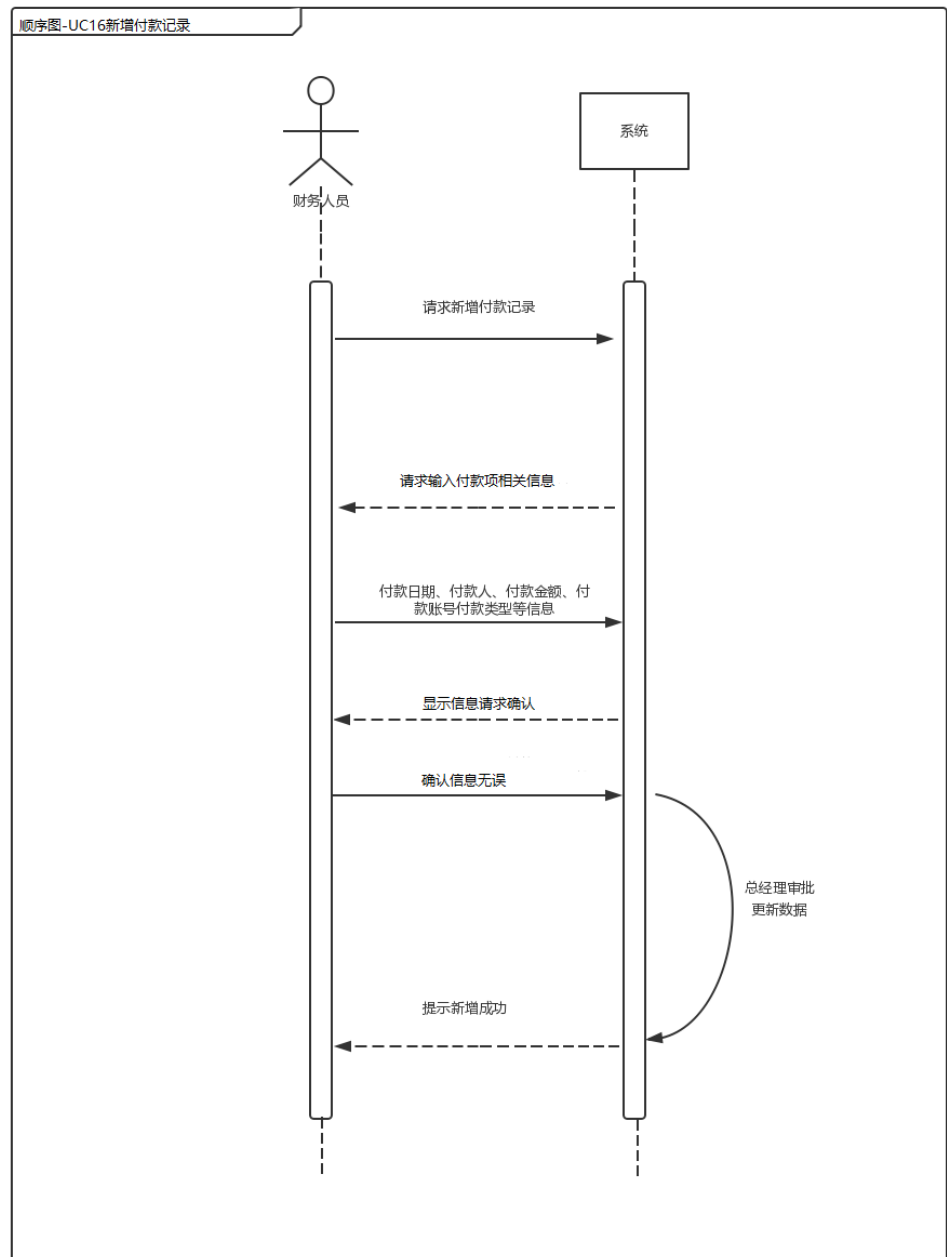 顺序图-UC16新增付款记录
系统
财务人员
请求新增付款记录
请求输入付款项相关信息
付款日期、付款人、付款金额、付
款账号付款类型等信息
显示信息请求确认
确认信息无误
总经理审批
更新数据
提示新增成功